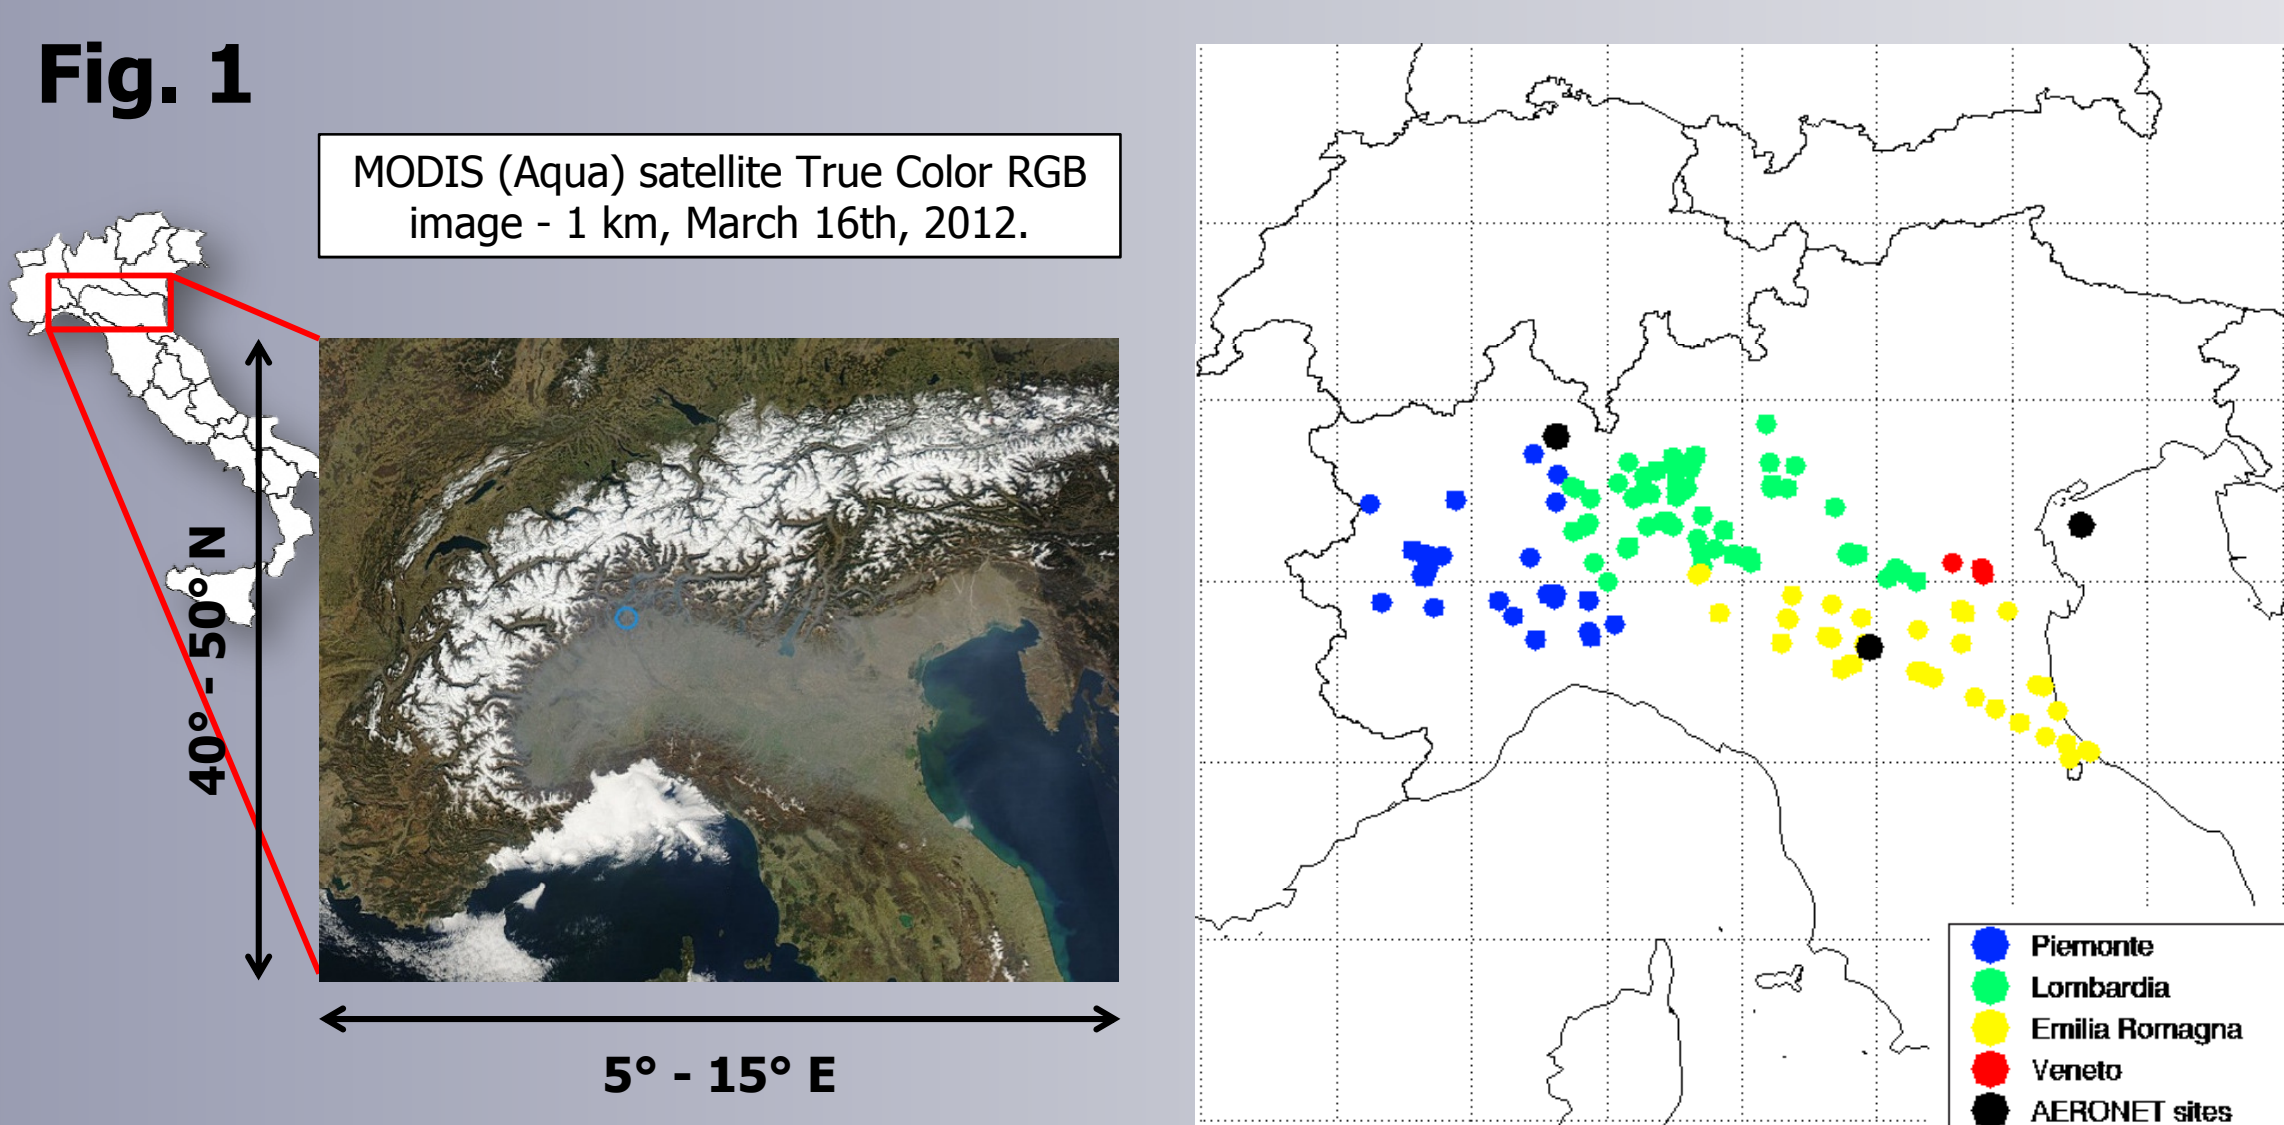 Fig. 1
MODIS (Aqua) satellite True Color RGB
image - 1 km, March 16th, 2012.
40° - 50° N
5° - 15° E
Piemonte
Lombardia
Emilia Romagna
Veneto
AERONET sites